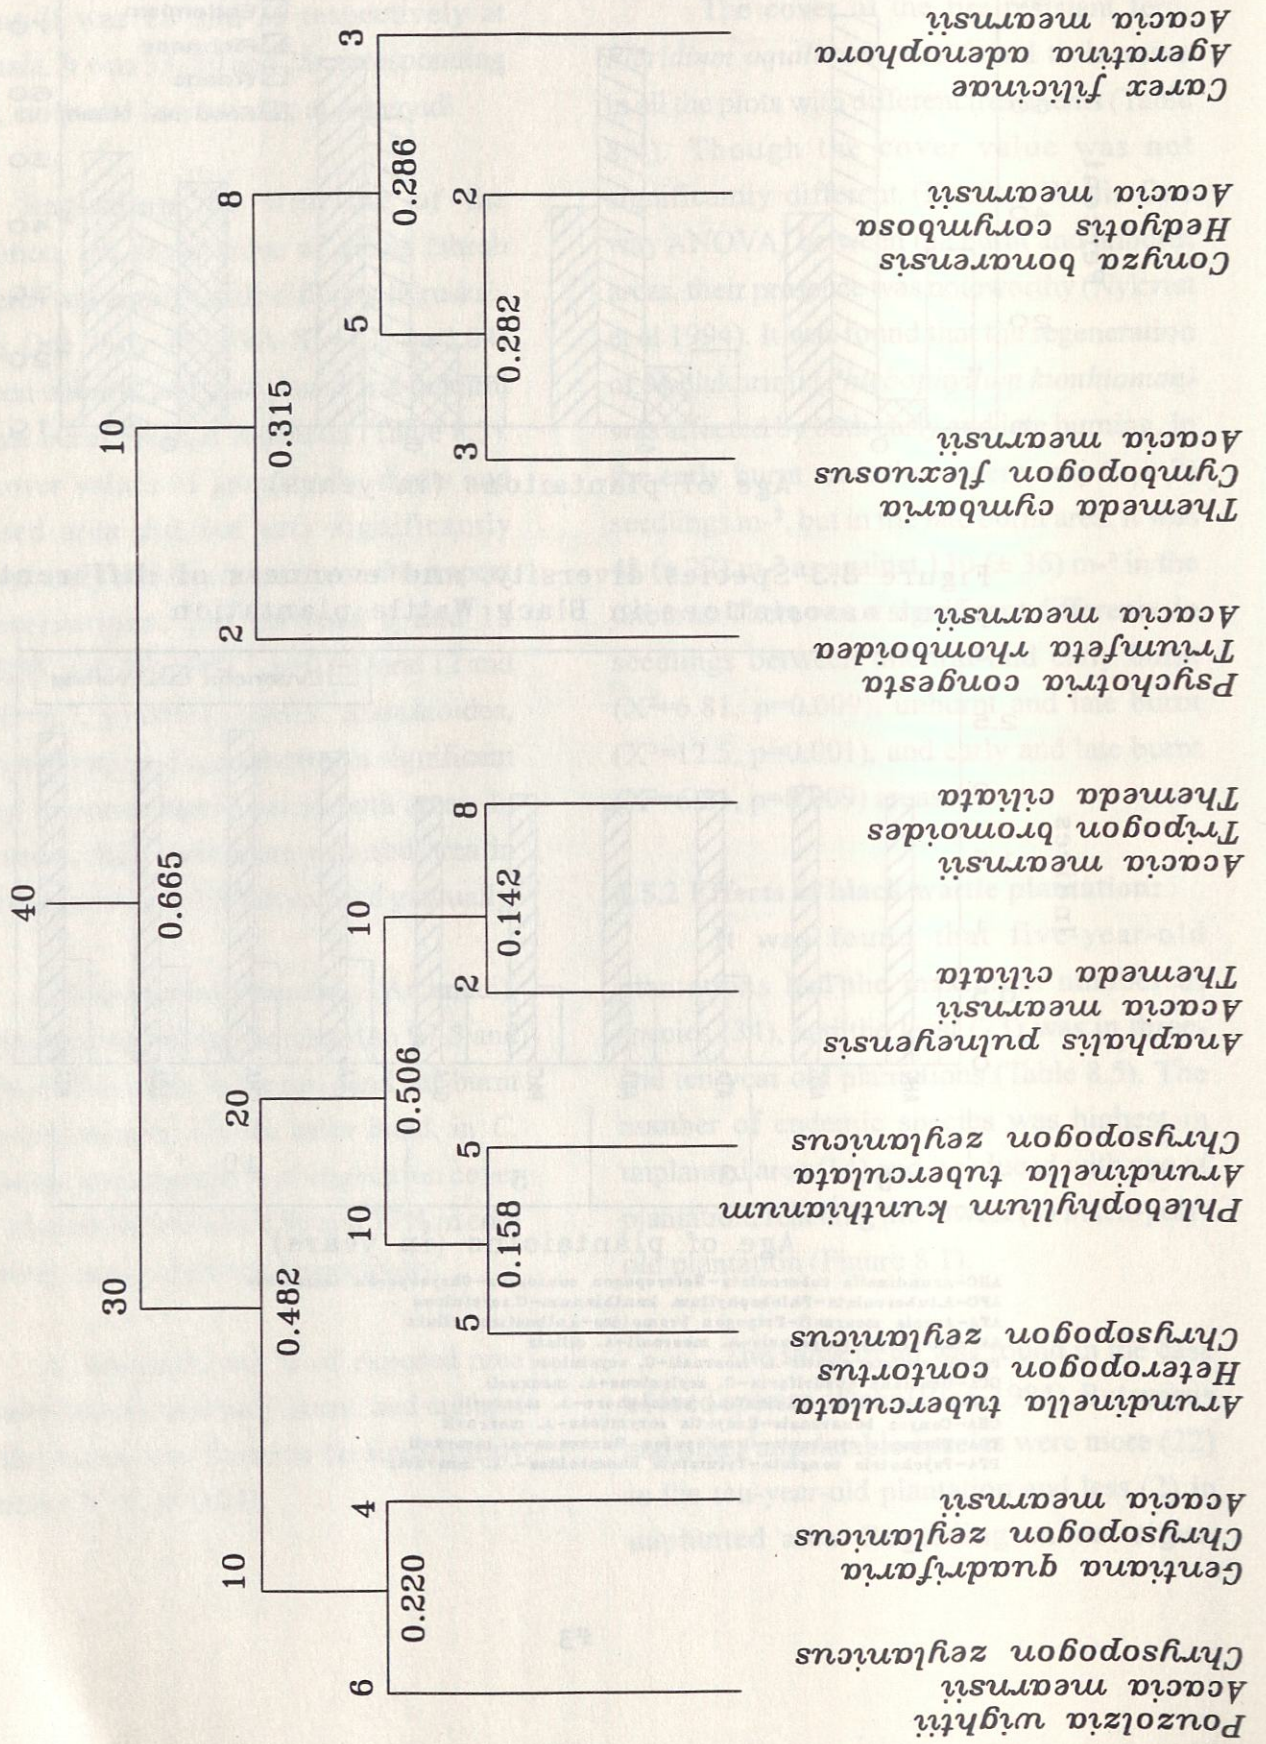 40
30 10
0.665
10 20 2 8
0.482 0.315
6 4 10 10 5 3
0.220 0.506 0.286
5 5 2 8 3 2
0.158 0.142 0.282
Pouzolzia wightii
Acacia mearnsii
Chrysopogon zeylanicus
Gentiana quadrifaria
Chrysopogon zeylanicus
Acacia mearnsii
Arundinella tuberculata
Heteropogon contortus
Chrysopogon zeylanicus
Phlebophyllum kunthianum
Arundinella tuberculata
Chrysopogon zeylanicus
Anaphalis pulneyensis
Acacia mearnsii
Themeda ciliata
Acacia mearnsii
Tripogon bromoides
Themeda ciliata
Psychotria congesta
Triumfeta rhomboidea
Acacia mearnsii
Themeda cymbaria
Cymbopogon flexuosus
Acacia mearnsii
Conyza bonarensis
Hedyotis corymbosa
Acacia mearnsii
Carex filicinae
Ageratina adenophora
Acacia mearnsii